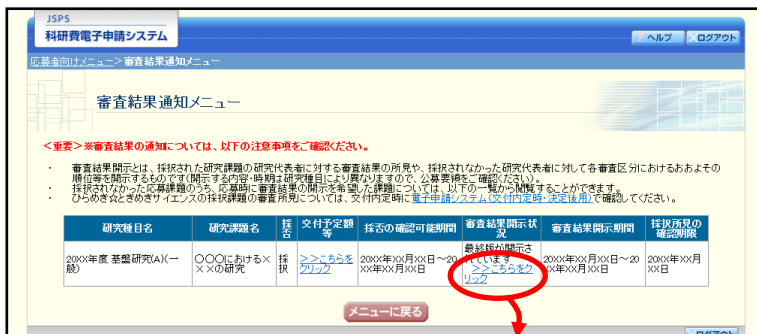 JSPS
科研費電子申請システム
? ヘルプ
ログアウト
応募者向けメニュー＞審査結果通知メニュー
審査結果通知メニュー
＜重要＞※審査結果の通知については、以下の注意事項をご確認ください。
・ 審査結果開示とは、採択された研究課題の研究代表者に対する審査結果の所見や、採択されなかった研究代表者に対して各審査区分におけるおおよその
順位等を開示するものです(開示する内容・時期は研究種目により異なりますので、公募要領をご確認ください)。
・ 採択されなかった応募課題のうち、応募時に審査結果の開示を希望した課題については、以下の一覧から閲覧することができます。
・ ひらめき☆ときめきサイエンスの採択課題の審査所見については、交付内定時に電子申請システム(交付内定時・決定後用)で確認してください。
研究種目名
研究課題名
採否
交付予定額等
採否の確認可能期間
審査結果開示状況
審査結果開示期間
採択所見の確認期限
20XX年度 基盤研究(A)(一般)
〇〇〇における×××の研究
採択
>>こちらをクリック
20XX年XX月XX日～20XX年XX月XX日
最終版が開示されています
>>こちらをクリック
20XX年XX月XX日～20XX年XX月XX日
20XX年XX月XX日
メニューに戻る
ログアウト